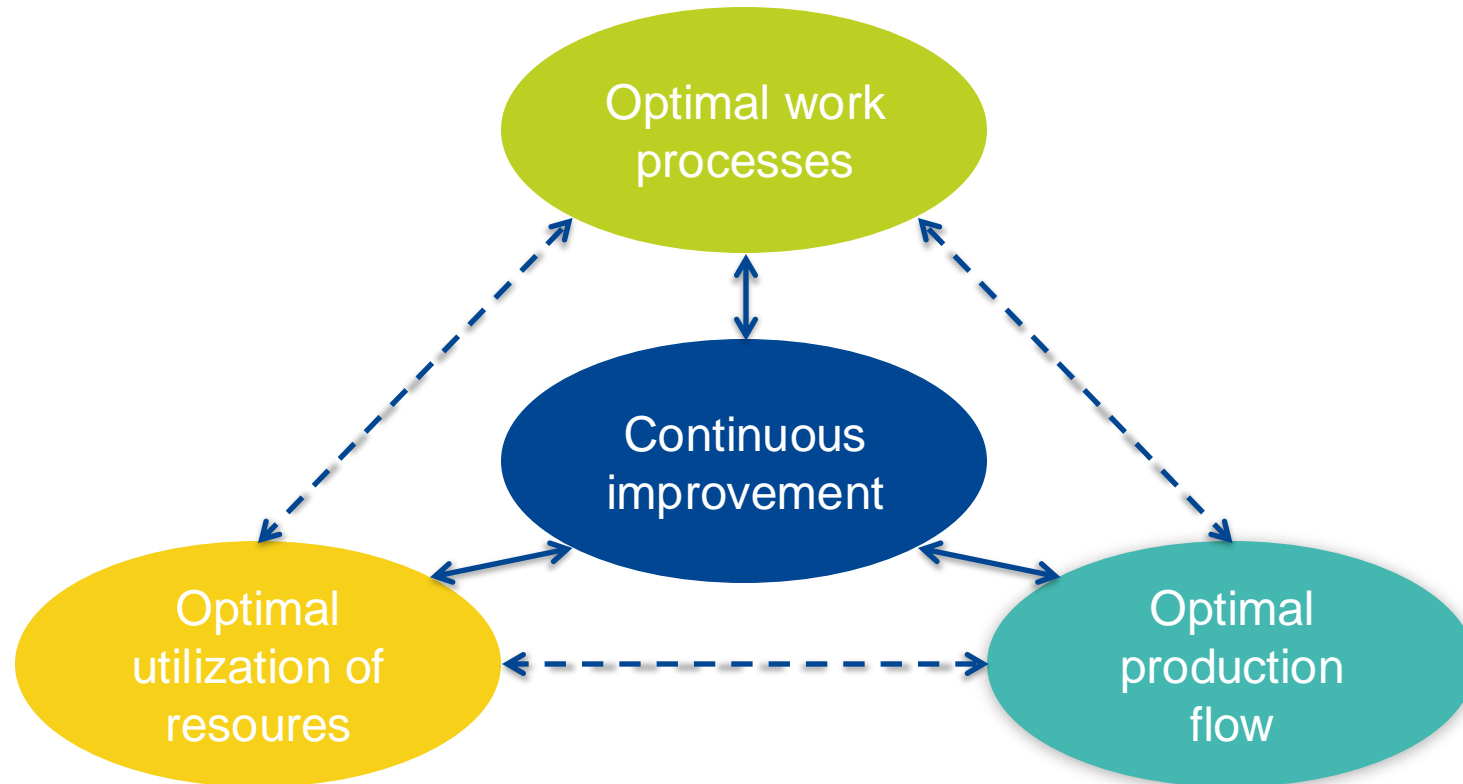 Optimal work
processes
Continuous
improvement
Optimal
utilization of
resoures
Optimal
production
flow